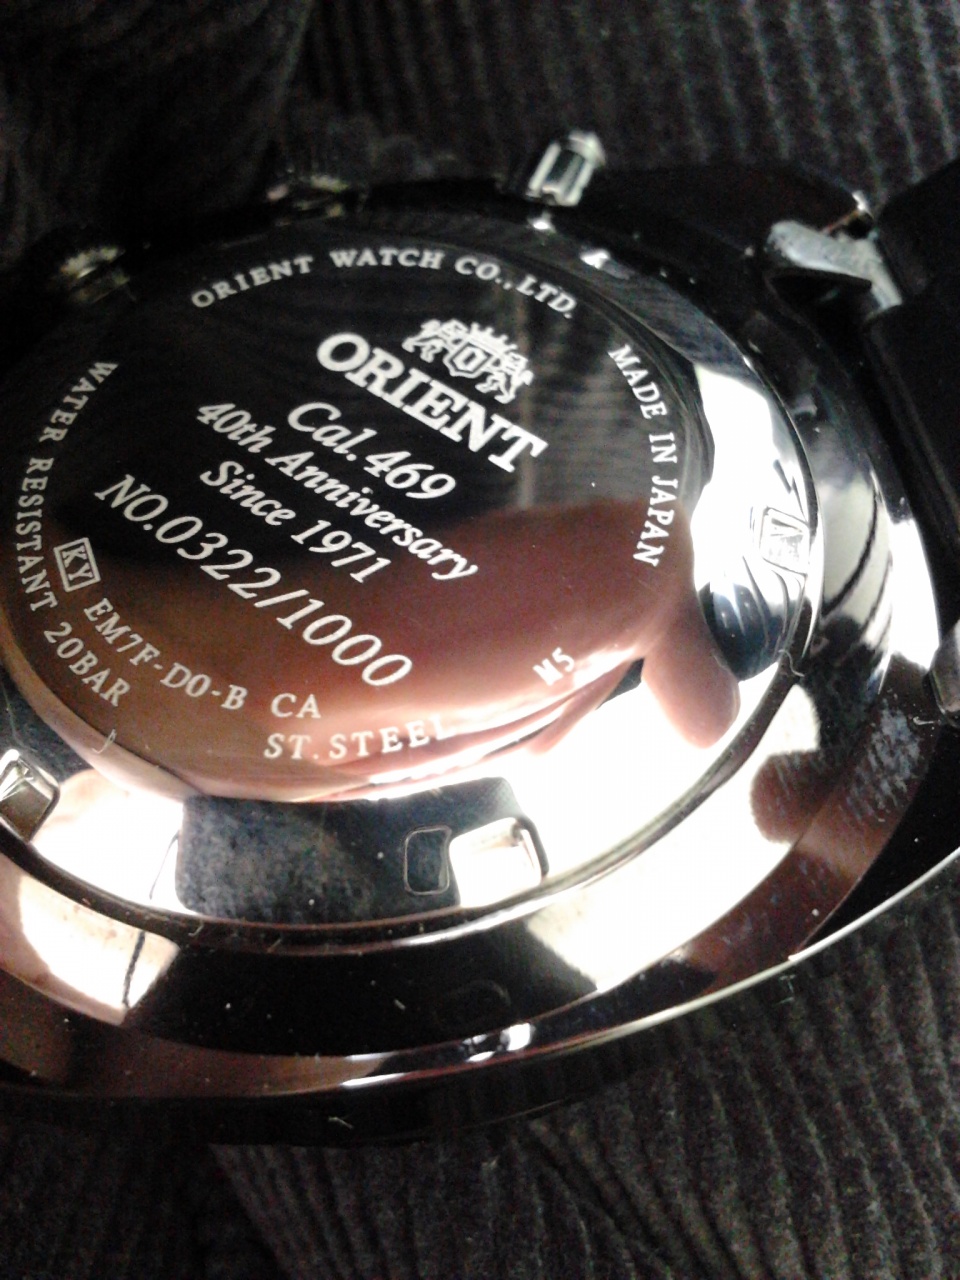 ORIENT WATCH CO., LTD.
MADE IN JAPAN
ORIENT
Cal.469
40th Anniversary
Since 1971
NO.0322/1000
WATER RESISTANT 20BAR
KY EM7F-D0-B CA
ST.STEEL